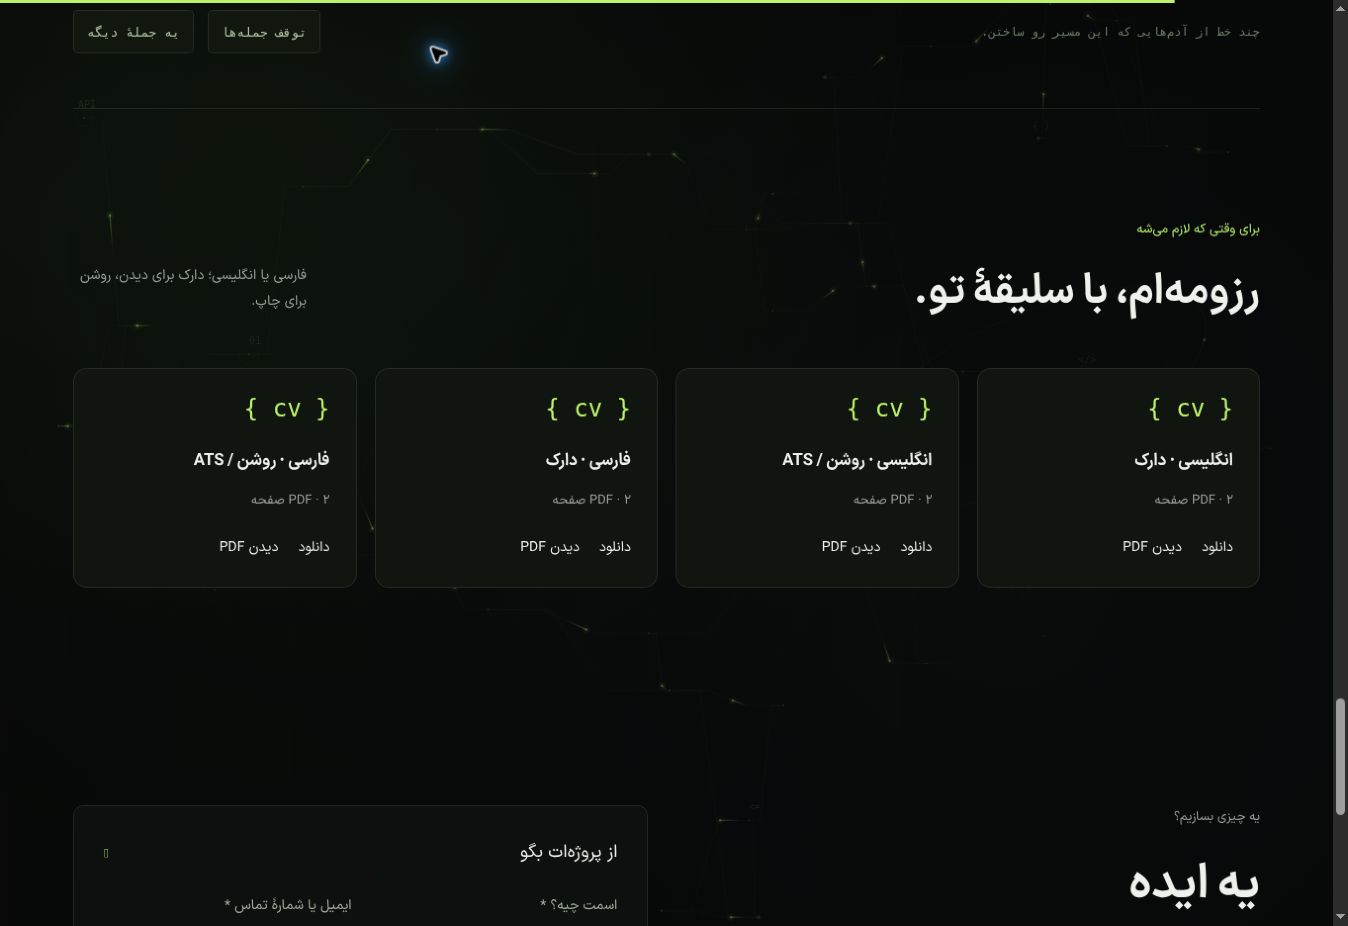 چند خط از آدم‌هایی که این مسیر رو ساختن.
توقف جمله‌ها
یه جملهٔ دیگه
API
برای وقتی که لازم می‌شه
رزومه‌ام، با سلیقهٔ تو.
فارسی یا انگلیسی؛ دارک برای دیدن، روشن
برای چاپ.
01
</>
{ cv }
انگلیسی · دارک
PDF · ۲ صفحه
دانلود
دیدن PDF
{ cv }
انگلیسی · روشن / ATS
PDF · ۲ صفحه
دانلود
دیدن PDF
{ cv }
فارسی · دارک
PDF · ۲ صفحه
دانلود
دیدن PDF
{ cv }
فارسی · روشن / ATS
PDF · ۲ صفحه
دانلود
دیدن PDF
یه چیزی بسازیم؟
یه ایده
از پروژه‌ات بگو
اسمت چیه؟ *
ایمیل یا شمارهٔ تماس *